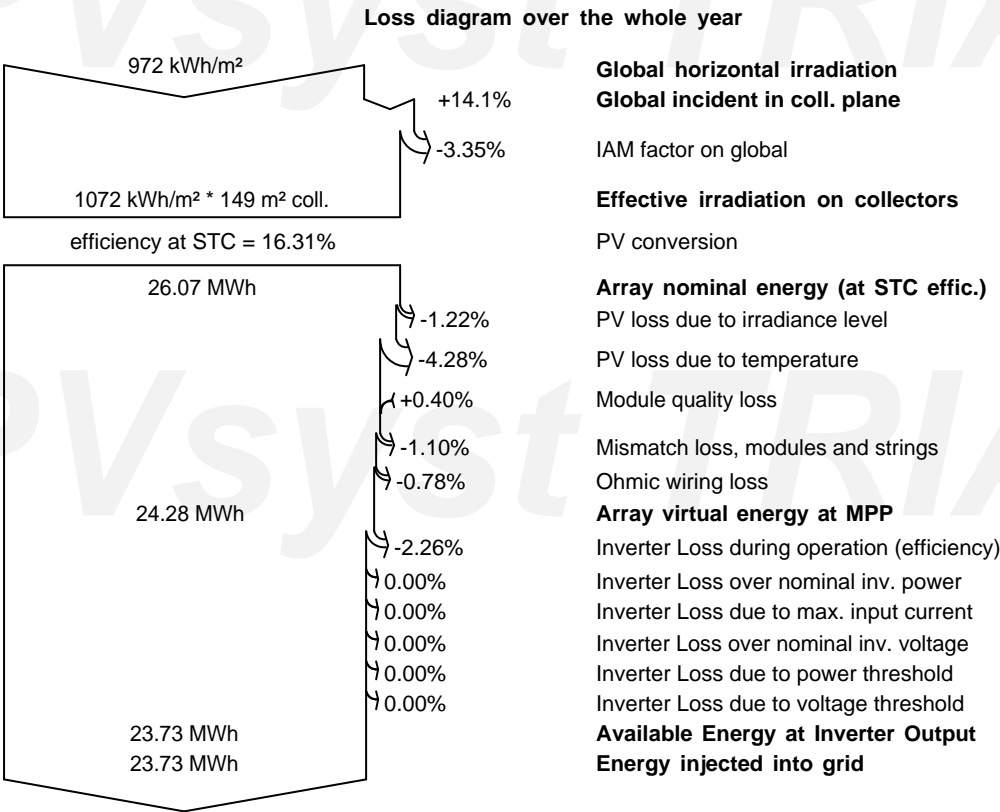 Loss diagram over the whole year
972 kWh/m² Global horizontal irradiation
+14.1% Global incident in coll. plane
-3.35% IAM factor on global
1072 kWh/m² * 149 m² coll. Effective irradiation on collectors
efficiency at STC = 16.31% PV conversion
26.07 MWh Array nominal energy (at STC effic.)
-1.22% PV loss due to irradiance level
-4.28% PV loss due to temperature
+0.40% Module quality loss
-1.10% Mismatch loss, modules and strings
-0.78% Ohmic wiring loss
24.28 MWh Array virtual energy at MPP
-2.26% Inverter Loss during operation (efficiency)
0.00% Inverter Loss over nominal inv. power
0.00% Inverter Loss due to max. input current
0.00% Inverter Loss over nominal inv. voltage
0.00% Inverter Loss due to power threshold
0.00% Inverter Loss due to voltage threshold
23.73 MWh Available Energy at Inverter Output
23.73 MWh Energy injected into grid
PVsyst TRIA
PVsyst TRIA